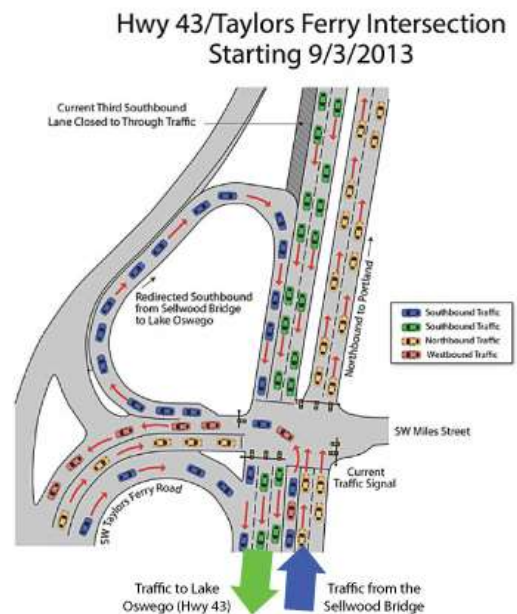 Hwy 43/Taylors Ferry Intersection
Starting 9/3/2013
Current Third Southbound
Lane Closed to Through Traffic
Redirected Southbound
from Sellwood Bridge
to Lake Oswego
Northbound to Portland
Southbound Traffic
Southbound Traffic
Northbound Traffic
Westbound Traffic
SW Miles Street
Current
Traffic Signal
SW Taylors Ferry Road
Traffic to Lake
Oswego (Hwy 43)
Traffic from the
Sellwood Bridge